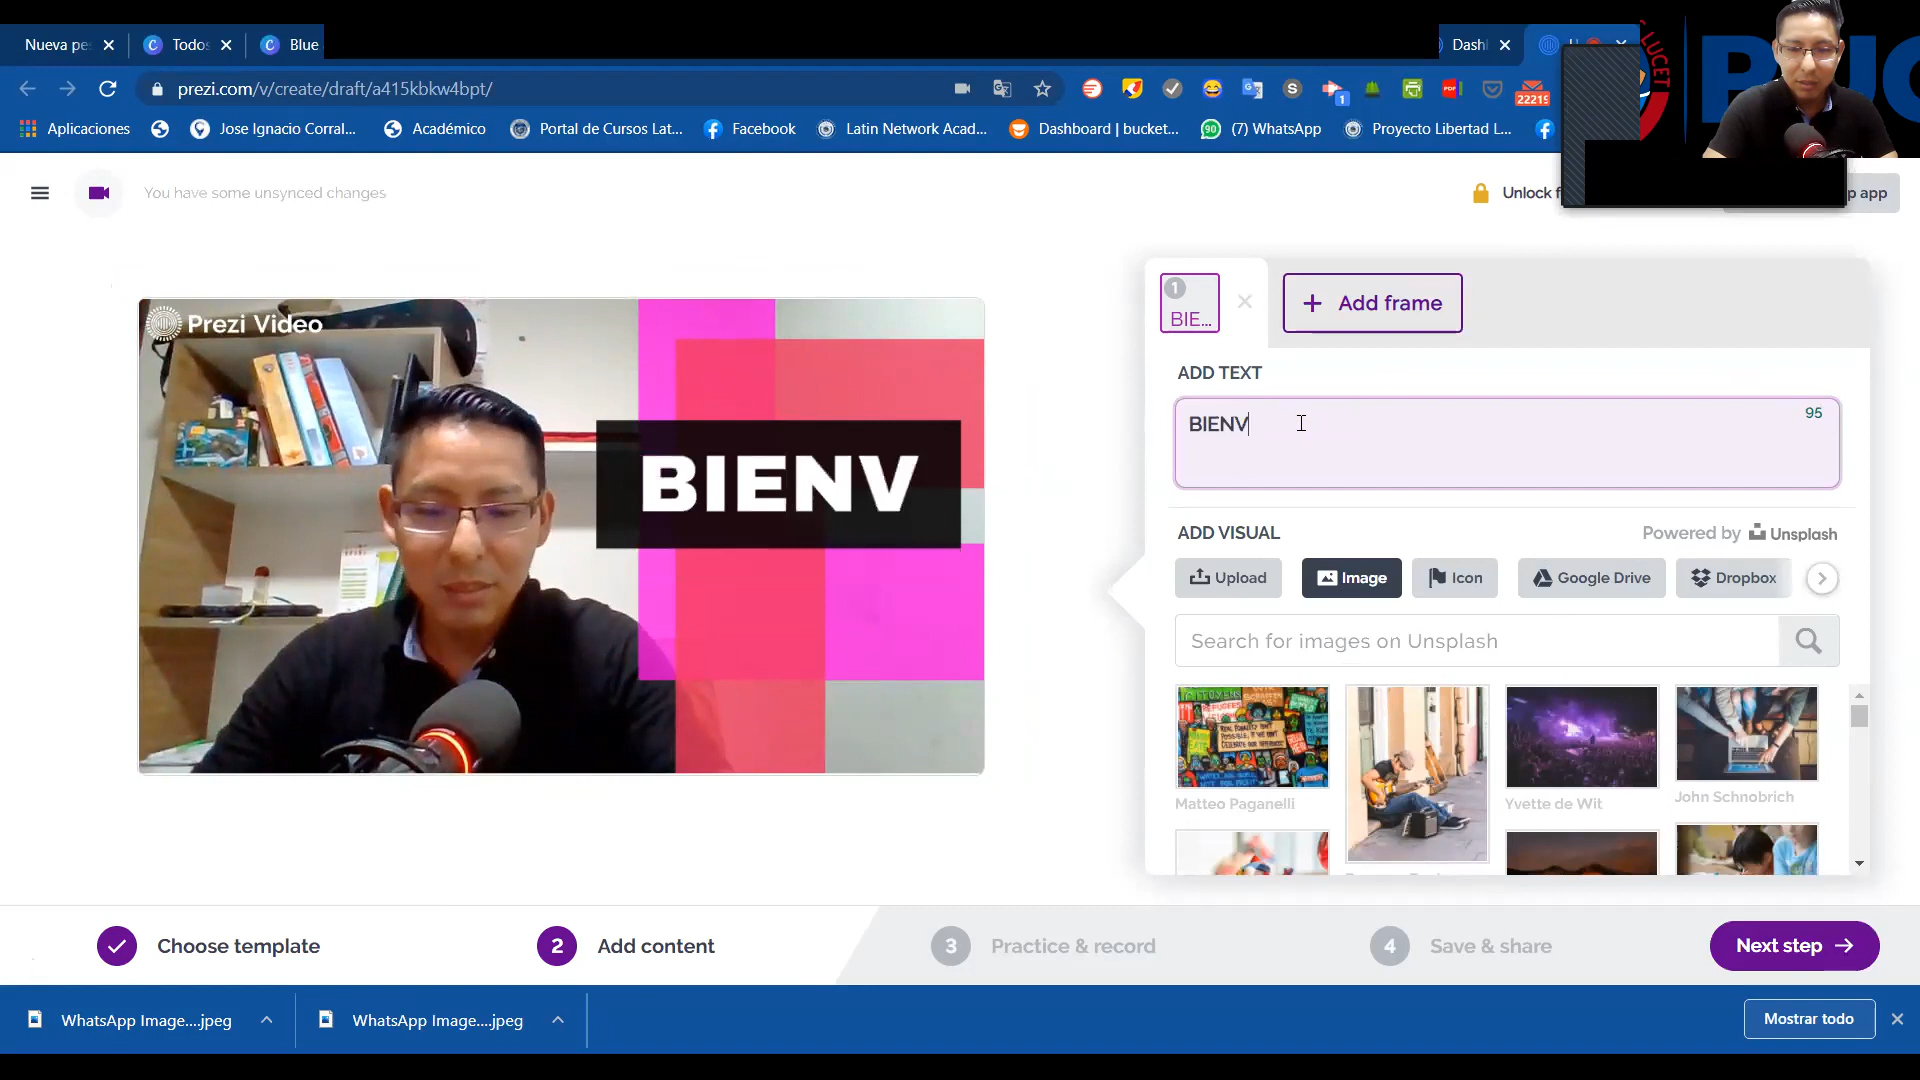 Nueva pe
Todos
Blue
Dashl
prezi.com/v/create/draft/a415kbkw4bpt/
22219
Aplicaciones
Jose Ignacio Corral...
Académico
Portal de Cursos Lat...
Facebook
Latin Network Acad...
Dashboard | bucket...
(7) WhatsApp
Proyecto Libertad L...
You have some unsynced changes
Unlock f
p app
Prezi Video
BIENV
1
BIE...
+ Add frame
ADD TEXT
BIENV
95
ADD VISUAL
Powered by Unsplash
Upload
Image
Icon
Google Drive
Dropbox
Search for images on Unsplash
Matteo Paganelli
Yvette de Wit
John Schnobrich
Choose template
2 Add content
3 Practice & record
4 Save & share
Next step
WhatsApp Image....jpeg
WhatsApp Image....jpeg
Mostrar todo